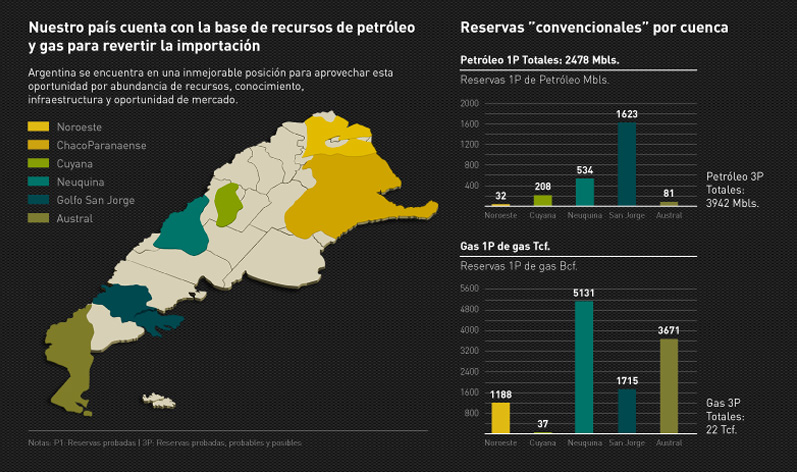 Nuestro país cuenta con la base de recursos de petróleo
y gas para revertir la importación
Argentina se encuentra en una inmejorable posición para aprovechar esta
oportunidad por abundancia de recursos, conocimiento,
infraestructura y oportunidad de mercado.
Noroeste
ChacoParanaense
Cuyana
Neuquina
Golfo San Jorge
Austral
Notas: P1: Reservas probadas | 3P: Reservas probadas, probables y posibles
Reservas ”convencionales” por cuenca
Petróleo 1P Totales: 2478 Mbls.
Reservas 1P de Petróleo Mbls.
2000
1600
1200
800
400
32
208
534
1623
81
Noroeste
Cuyana
Neuquina
San Jorge
Austral
Petróleo 3P
Totales:
3942 Mbls.
Gas 1P de gas Tcf.
Reservas 1P de gas Bcf.
5600
4800
4000
3200
2400
1600
800
1188
37
5131
1715
3671
Noroeste
Cuyana
Neuquina
San Jorge
Austral
Gas 3P
Totales:
22 Tcf.